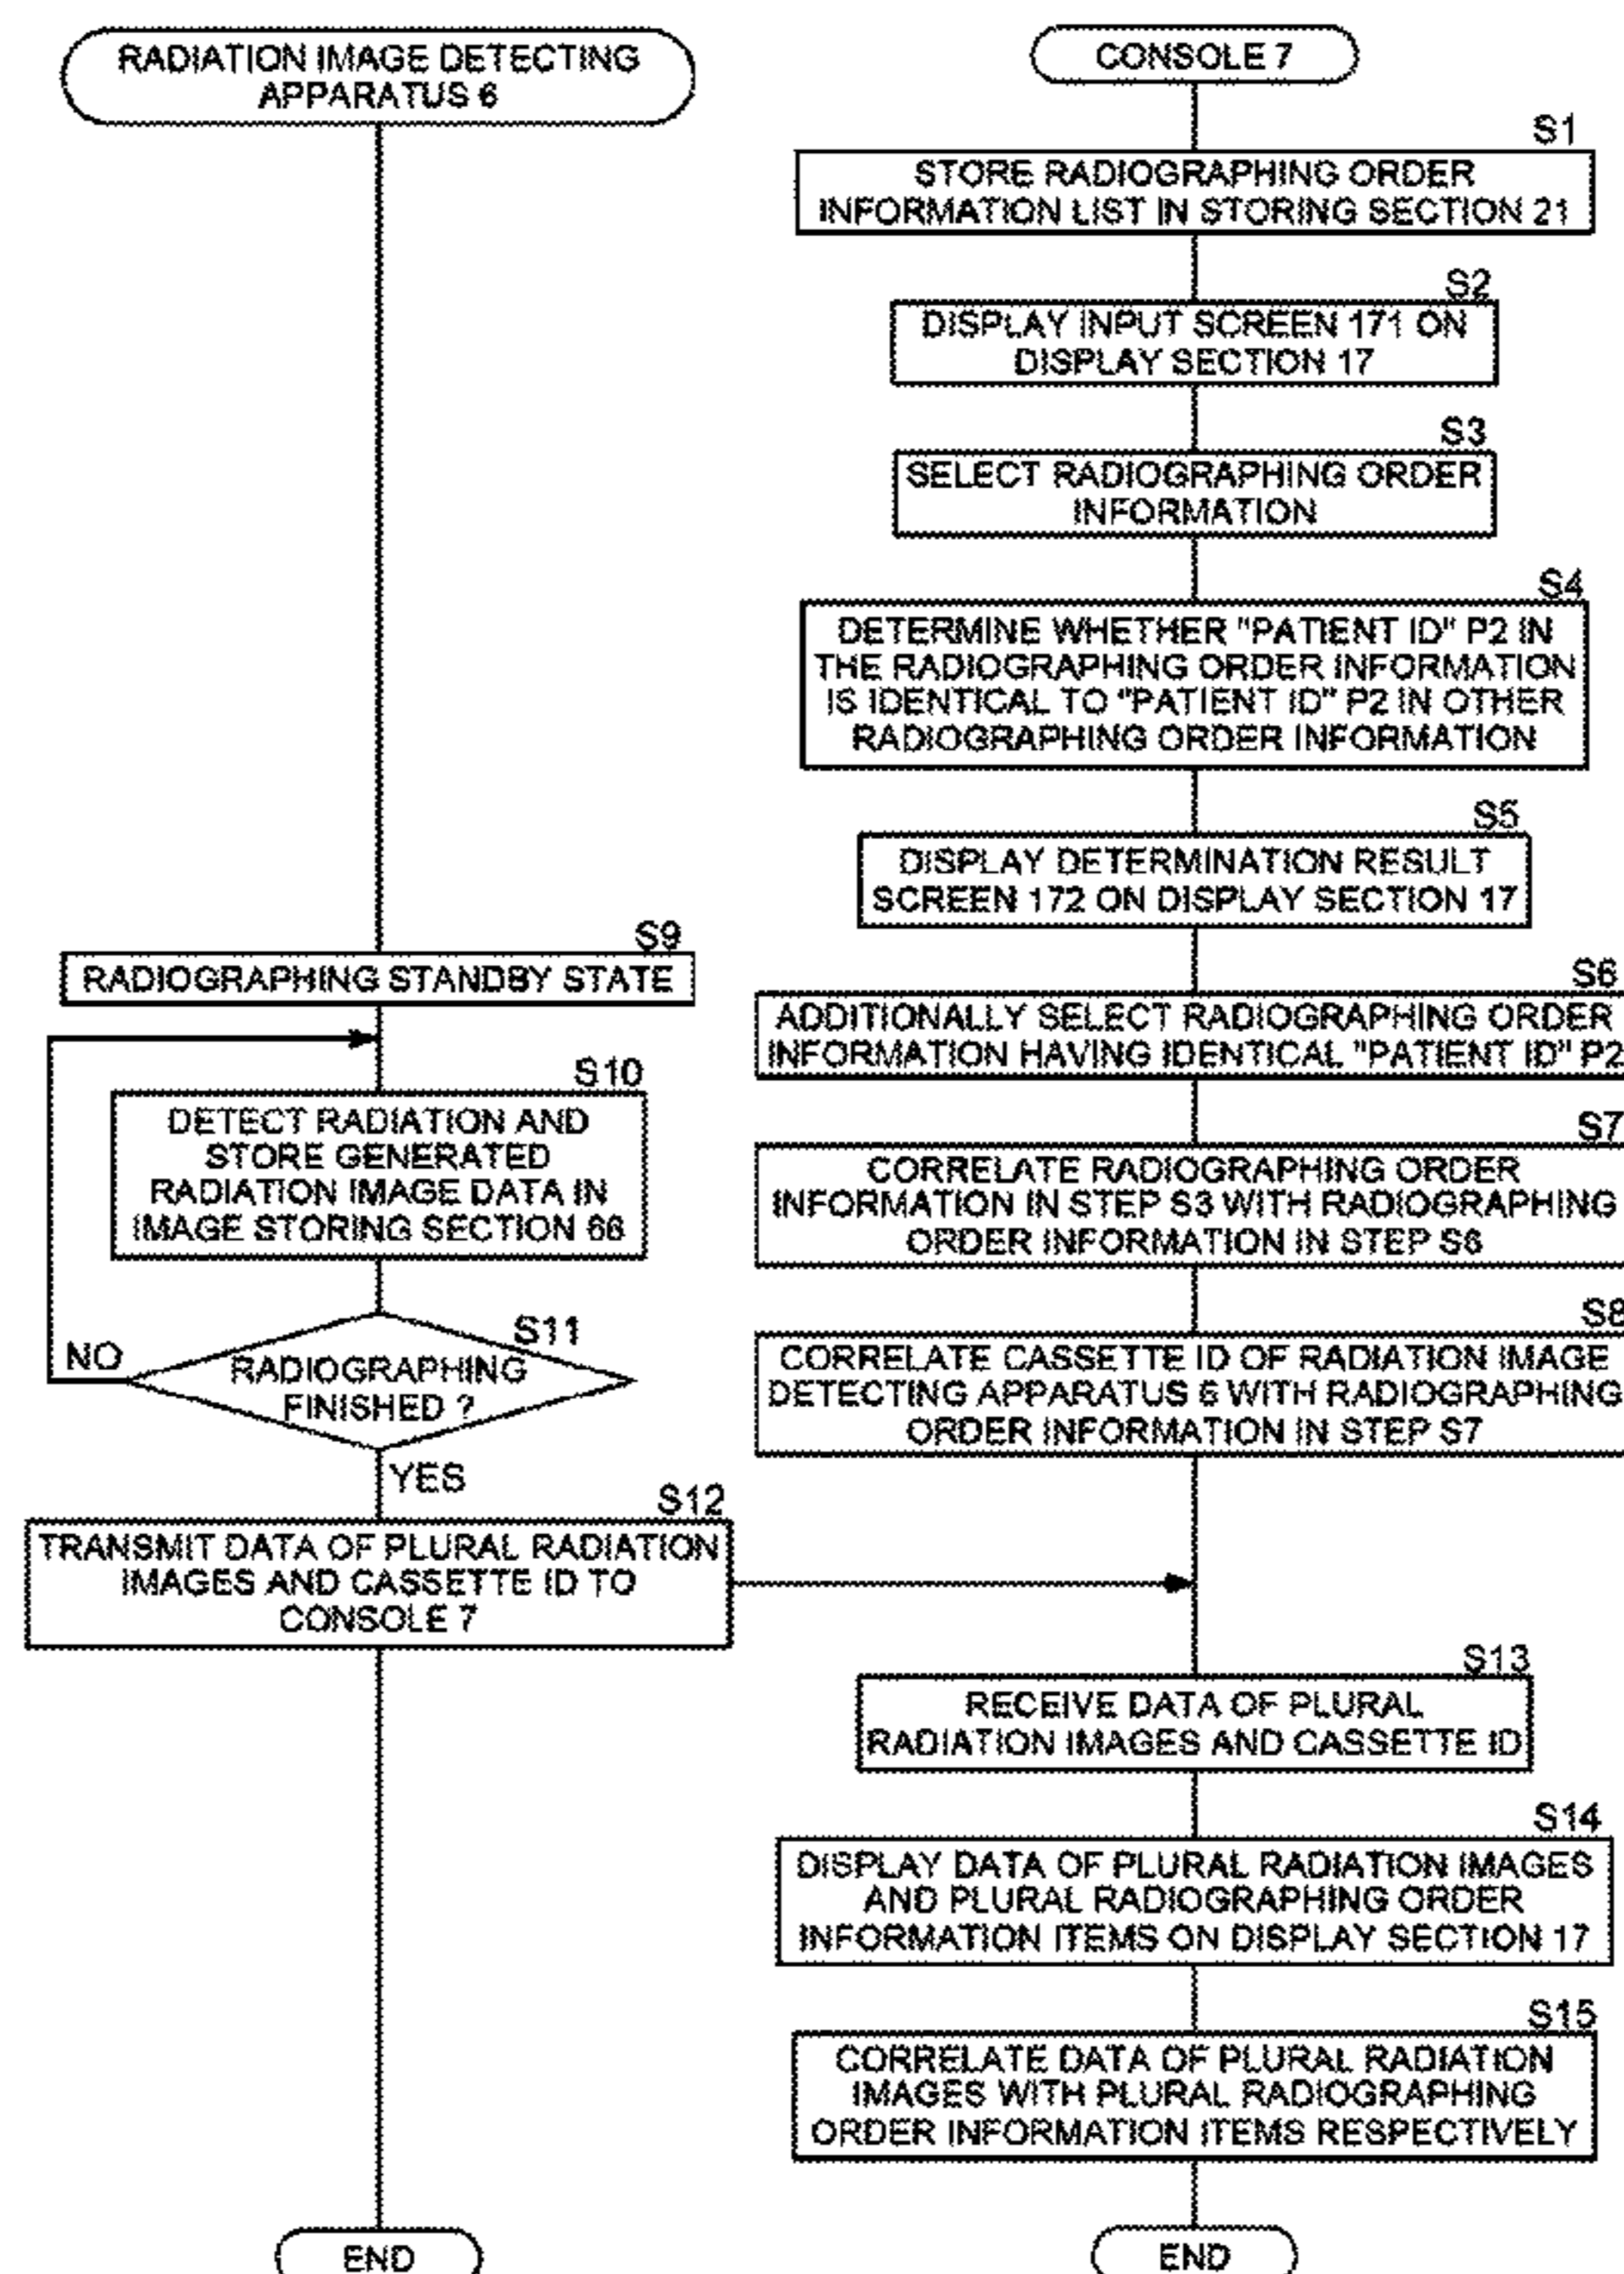 RADIATION IMAGE DETECTING
APPARATUS 6
S9
RADIOGRAPHING STANDBY STATE
S10
DETECT RADIATION AND
STORE GENERATED
RADIATION IMAGE DATA IN
IMAGE STORING SECTION 66
S11
RADIOGRAPHING
FINISHED ?
NO
YES
S12
TRANSMIT DATA OF PLURAL RADIATION
IMAGES AND CASSETTE ID TO
CONSOLE 7
END
CONSOLE 7
S1
STORE RADIOGRAPHING ORDER
INFORMATION LIST IN STORING SECTION 21
S2
DISPLAY INPUT SCREEN 171 ON
DISPLAY SECTION 17
S3
SELECT RADIOGRAPHING ORDER
INFORMATION
S4
DETERMINE WHETHER "PATIENT ID" P2 IN
THE RADIOGRAPHING ORDER INFORMATION
IS IDENTICAL TO "PATIENT ID" P2 IN OTHER
RADIOGRAPHING ORDER INFORMATION
S5
DISPLAY DETERMINATION RESULT
SCREEN 172 ON DISPLAY SECTION 17
S6
ADDITIONALLY SELECT RADIOGRAPHING ORDER
INFORMATION HAVING IDENTICAL "PATIENT ID" P2
S7
CORRELATE RADIOGRAPHING ORDER
INFORMATION IN STEP S3 WITH RADIOGRAPHING
ORDER INFORMATION IN STEP S6
S8
CORRELATE CASSETTE ID OF RADIATION IMAGE
DETECTING APPARATUS 6 WITH RADIOGRAPHING
ORDER INFORMATION IN STEP S7
S13
RECEIVE DATA OF PLURAL
RADIATION IMAGES AND CASSETTE ID
S14
DISPLAY DATA OF PLURAL RADIATION IMAGES
AND PLURAL RADIOGRAPHING ORDER
INFORMATION ITEMS ON DISPLAY SECTION 17
S15
CORRELATE DATA OF PLURAL RADIATION
IMAGES WITH PLURAL RADIOGRAPHING
ORDER INFORMATION ITEMS RESPECTIVELY
END